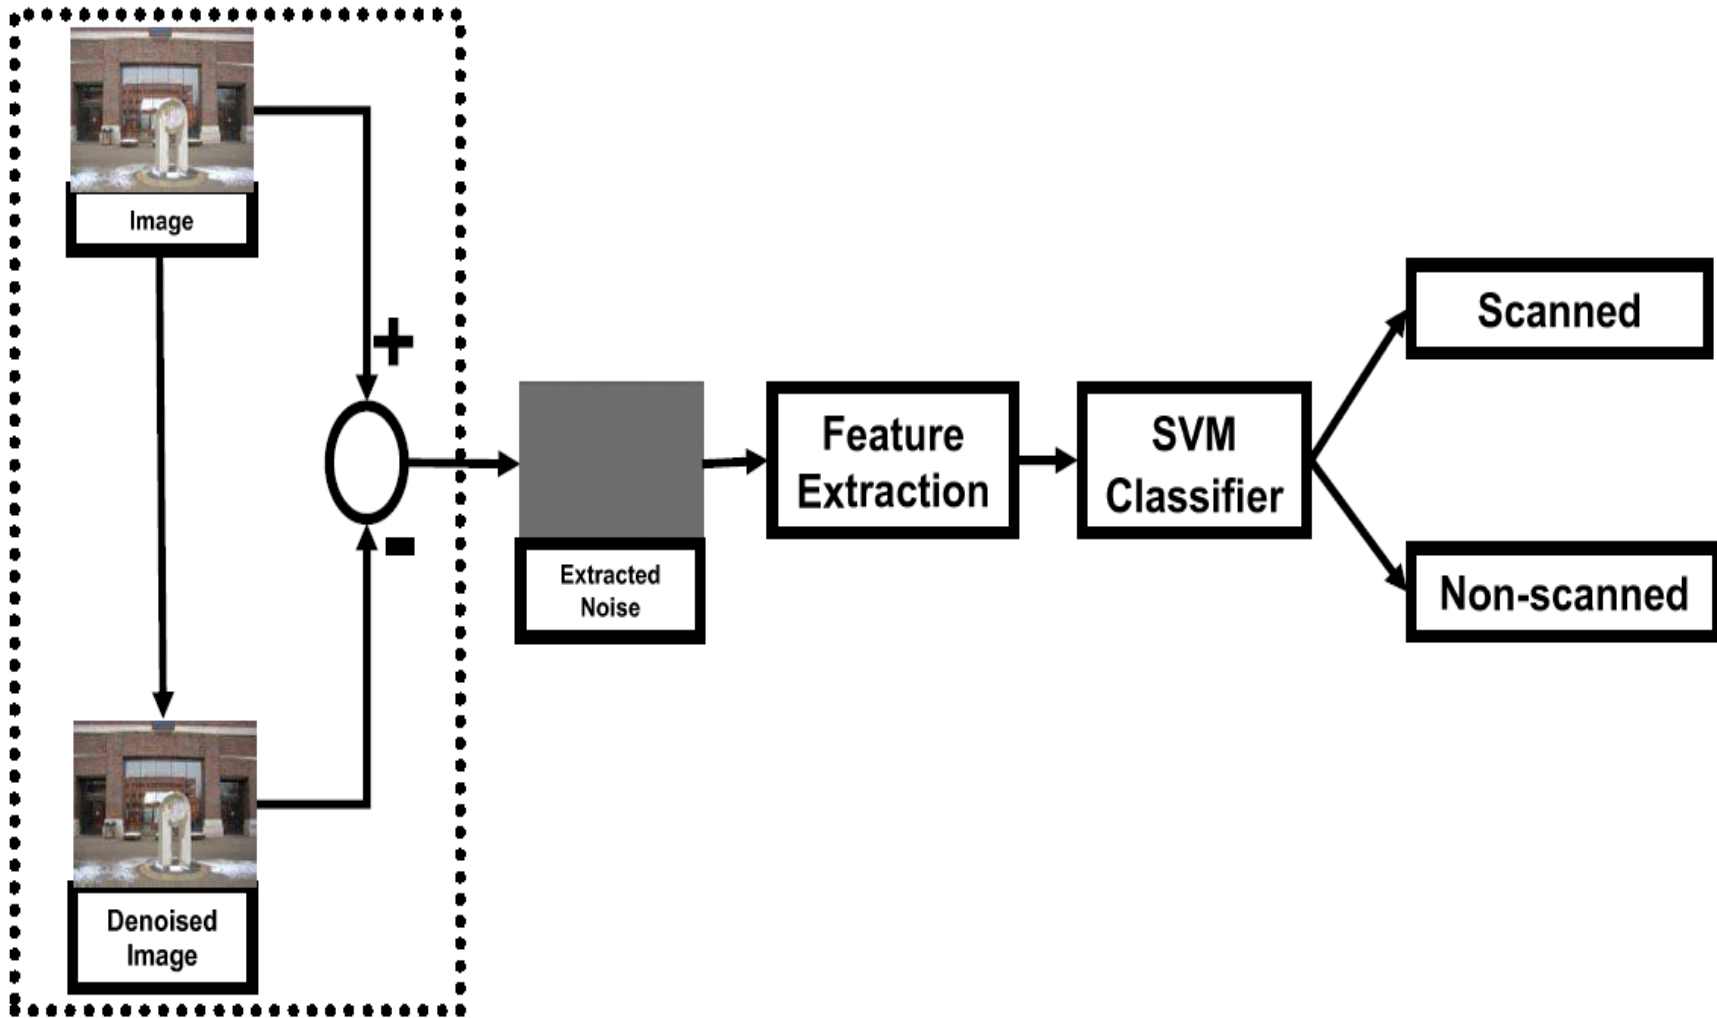 Image
+
-
Denoised
Image
Extracted
Noise
Feature
Extraction
SVM
Classifier
Scanned
Non-scanned